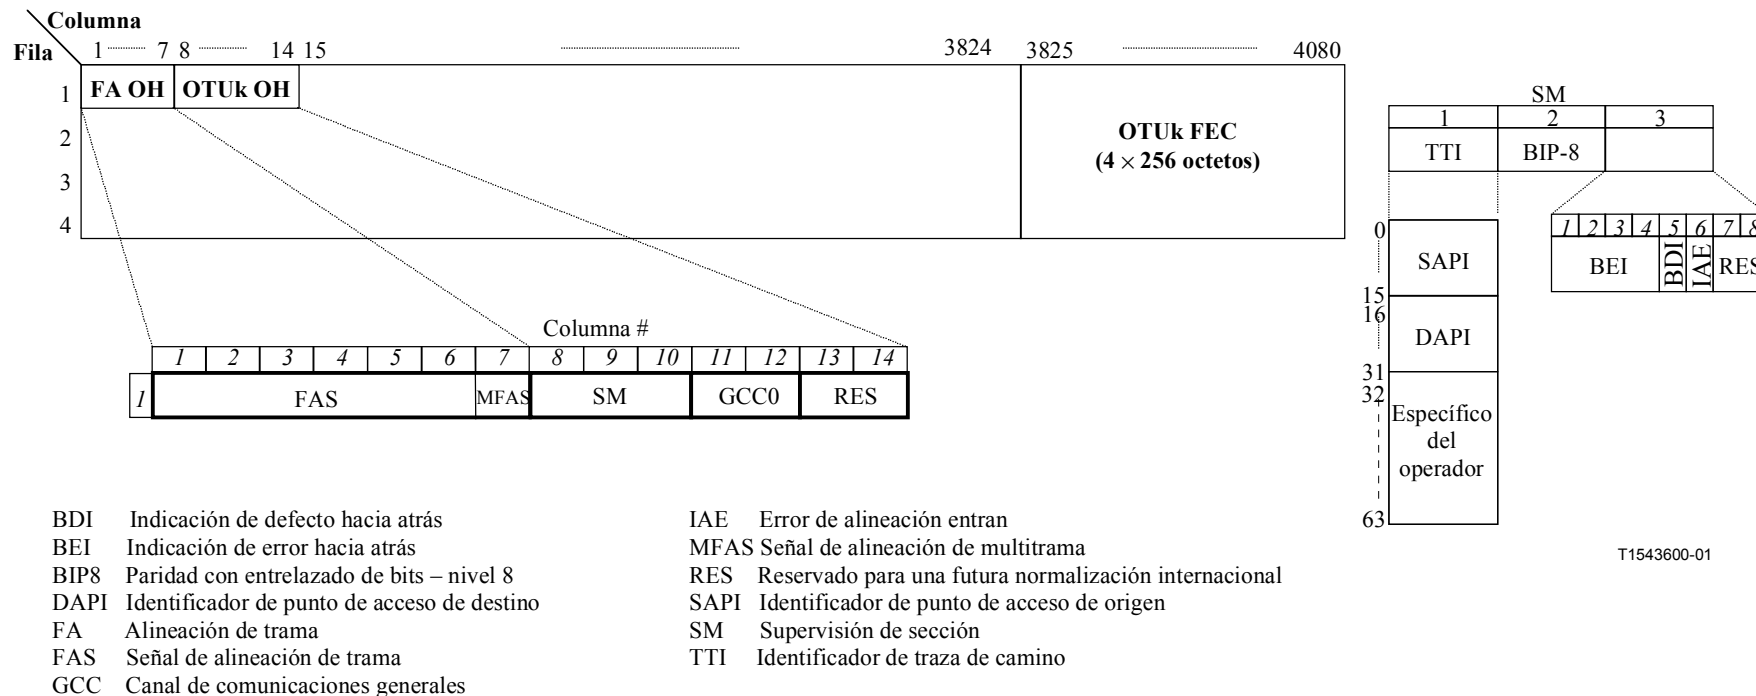 Columna
Fila
1 7 8 14 15 3824 3825 4080
FA OH OTUk OH
1
2
3
4
OTUk FEC
(4 × 256 octetos)
SM
1 2 3
TTI BIP-8
1 2 3 4 5 6 7 8
BEI BDI IAE RES
0
SAPI
15
16
DAPI
31
32
Específico
del
operador
63
Columna #
1 2 3 4 5 6 7 8 9 10 11 12 13 14
1 FAS MFAS SM GCC0 RES
BDI Indicación de defecto hacia atrás
BEI Indicación de error hacia atrás
BIP8 Paridad con entrelazado de bits – nivel 8
DAPI Identificador de punto de acceso de destino
FA Alineación de trama
FAS Señal de alineación de trama
GCC Canal de comunicaciones generales
IAE Error de alineación entran
MFAS Señal de alineación de multitrama
RES Reservado para una futura normalización internacional
SAPI Identificador de punto de acceso de origen
SM Supervisión de sección
TTI Identificador de traza de camino
T1543600-01